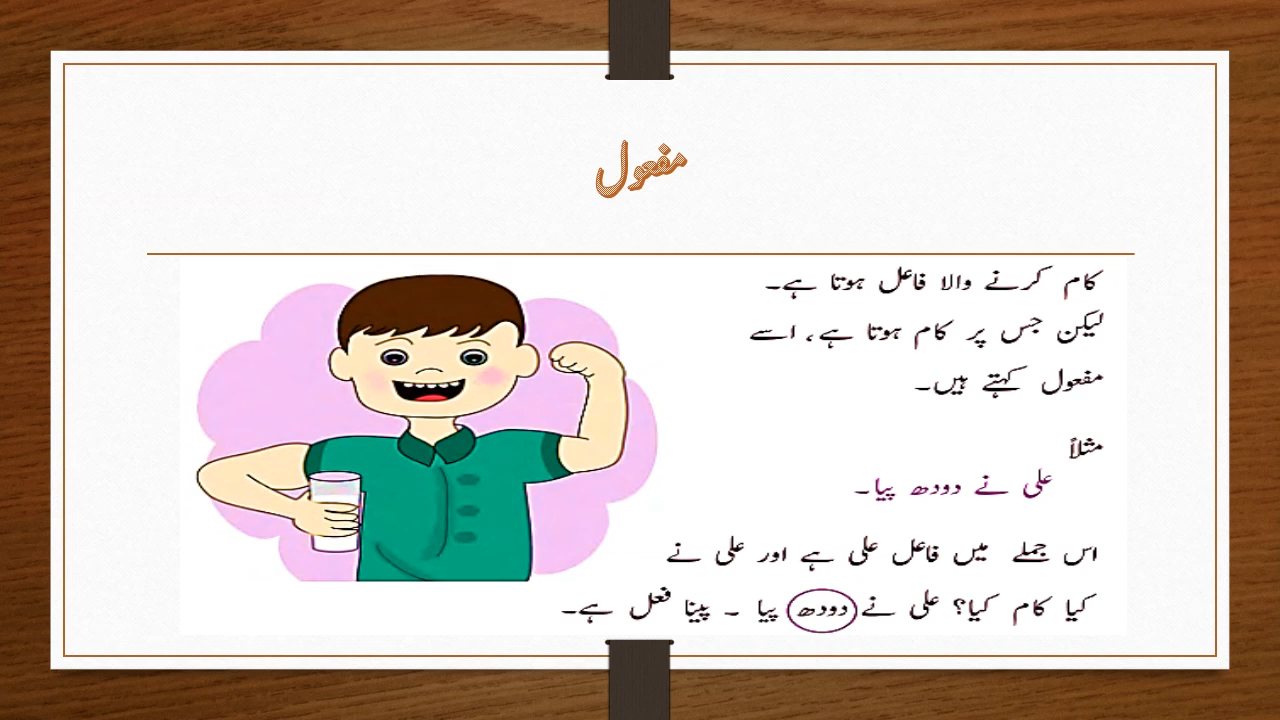 مفعول
کام کرنے والا فاعل ہوتا ہے۔
لیکن جس پر کام ہوتا ہے، اسے
مفعول کہتے ہیں۔
مثلاً
علی نے دودھ پیا۔
اس جملے میں فاعل علی ہے اور علی نے
کیا کام کیا؟ علی نے دودھ پیا ۔ پینا فعل ہے۔